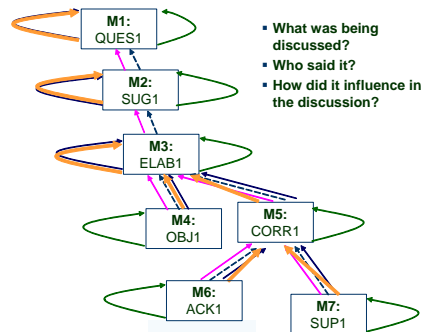 M1:
QUES1
▪ What was being
discussed?
▪ Who said it?
▪ How did it influence in
the discussion?
M2:
SUG1
M3:
ELAB1
M4:
OBJ1
M5:
CORR1
M6:
ACK1
M7:
SUP1